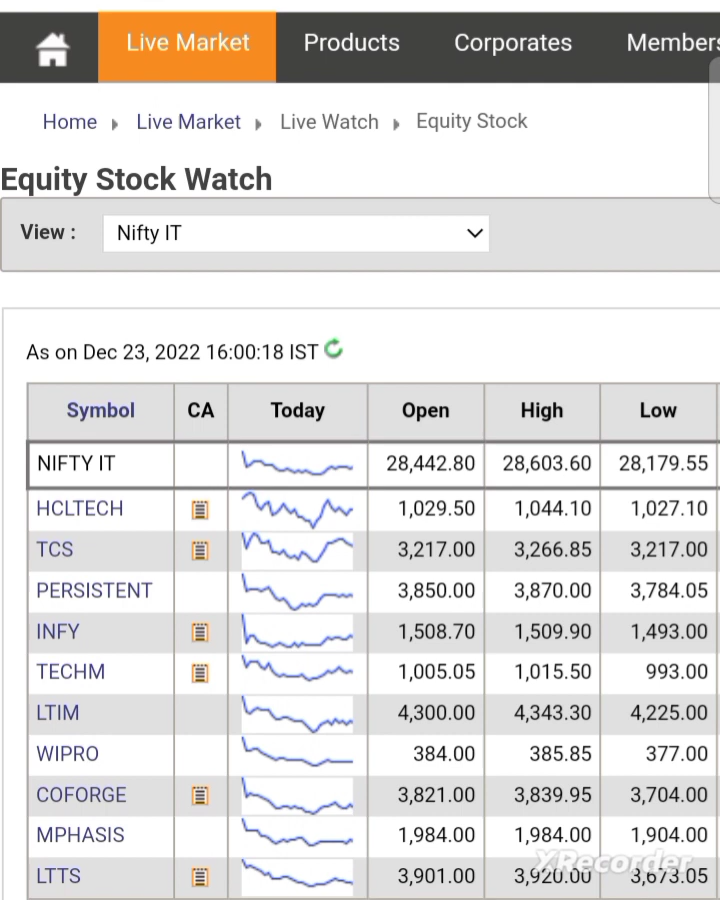 Live Market Products Corporates Members
Home Live Market Live Watch Equity Stock
Equity Stock Watch
View : Nifty IT
As on Dec 23, 2022 16:00:18 IST
Symbol CA Today Open High Low
NIFTY IT 28,442.80 28,603.60 28,179.55
HCLTECH 1,029.50 1,044.10 1,027.10
TCS 3,217.00 3,266.85 3,217.00
PERSISTENT 3,850.00 3,870.00 3,784.05
INFY 1,508.70 1,509.90 1,493.00
TECHM 1,005.05 1,015.50 993.00
LTIM 4,300.00 4,343.30 4,225.00
WIPRO 384.00 385.85 377.00
COFORGE 3,821.00 3,839.95 3,704.00
MPHASIS 1,984.00 1,984.00 1,904.00
XRecorder
LTTS 3,901.00 3,920.00 3,673.05